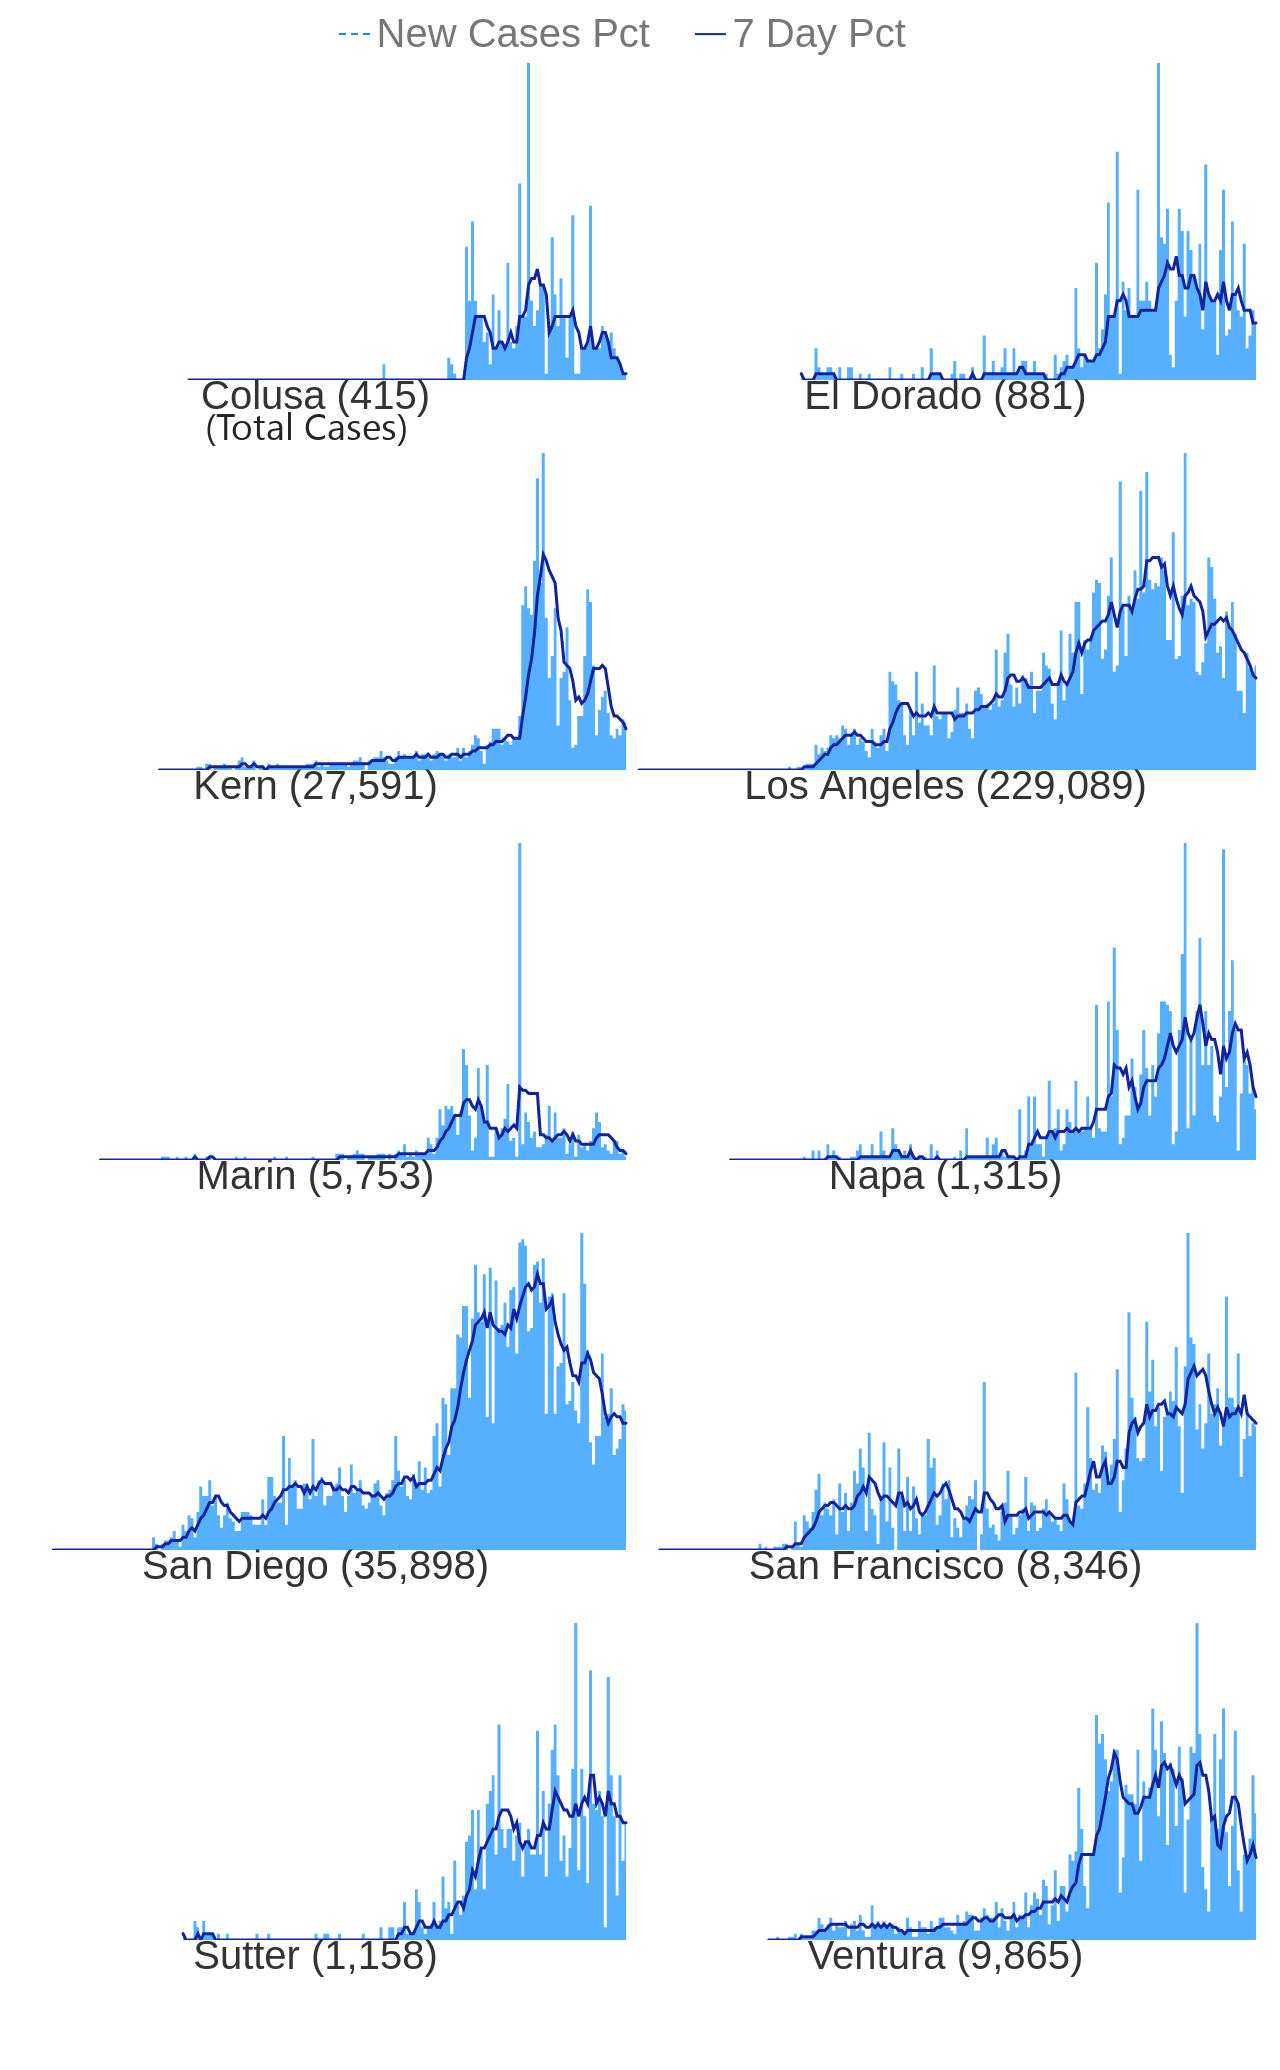 New Cases Pct 7 Day Pct
Colusa (415) El Dorado (881)
(Total Cases)
Kern (27,591) Los Angeles (229,089)
Marin (5,753) Napa (1,315)
San Diego (35,898) San Francisco (8,346)
Sutter (1,158) Ventura (9,865)